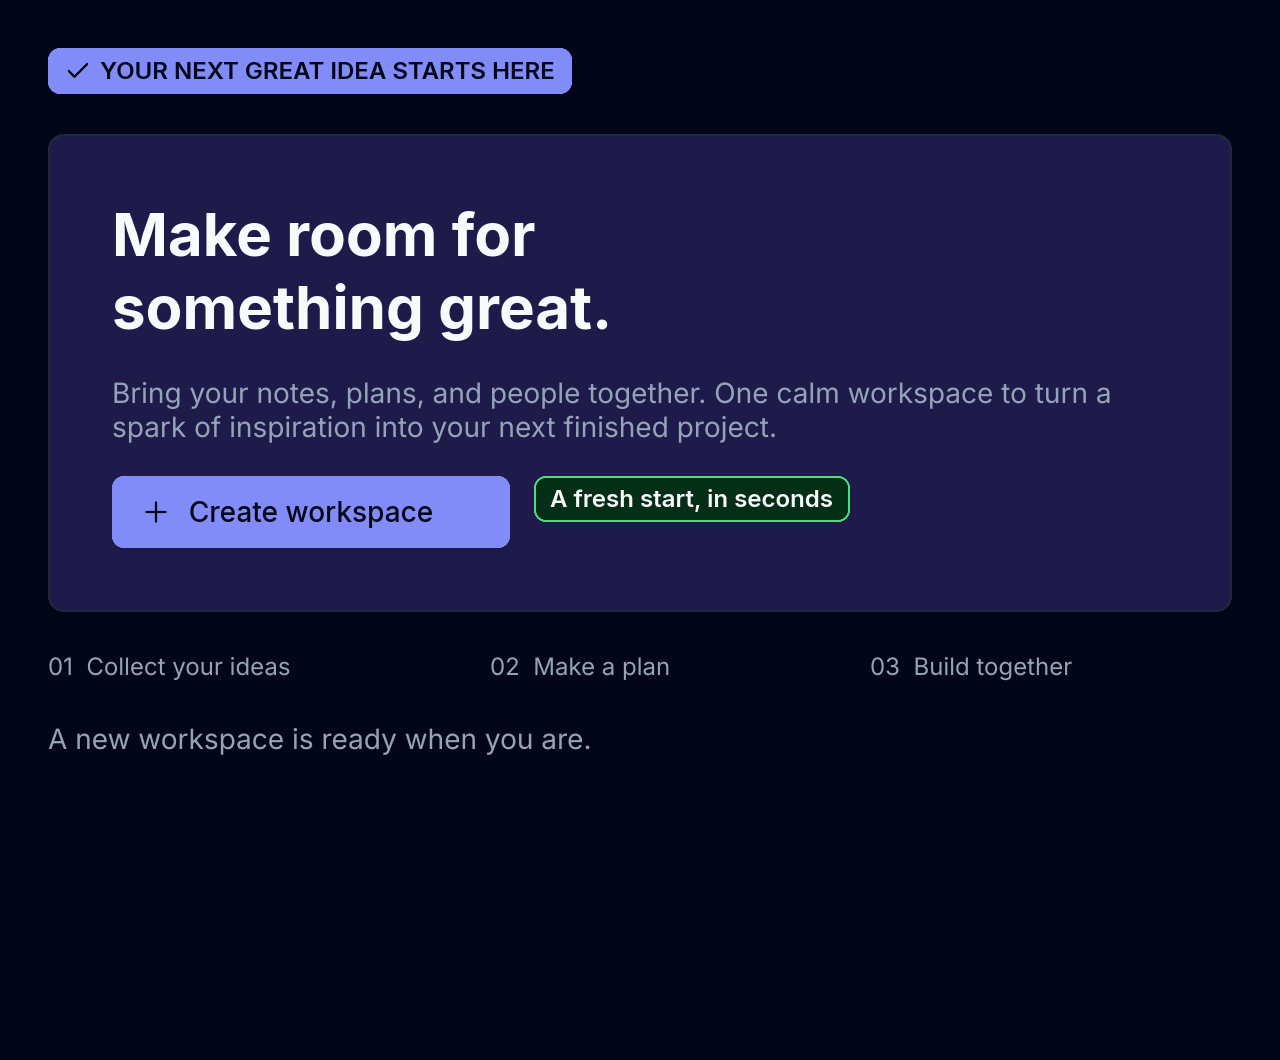 YOUR NEXT GREAT IDEA STARTS HERE
Make room for
something great.
Bring your notes, plans, and people together. One calm workspace to turn a
spark of inspiration into your next finished project.
Create workspace
A fresh start, in seconds
01 Collect your ideas
02 Make a plan
03 Build together
A new workspace is ready when you are.